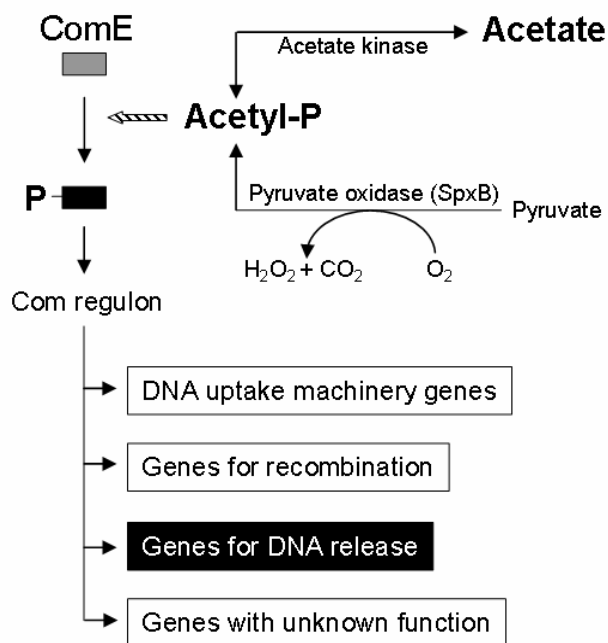 ComE
Acetate kinase
Acetate
Acetyl-P
P
Pyruvate oxidase (SpxB)
Pyruvate
H₂O₂ + CO₂
O₂
Com regulon
DNA uptake machinery genes
Genes for recombination
Genes for DNA release
Genes with unknown function